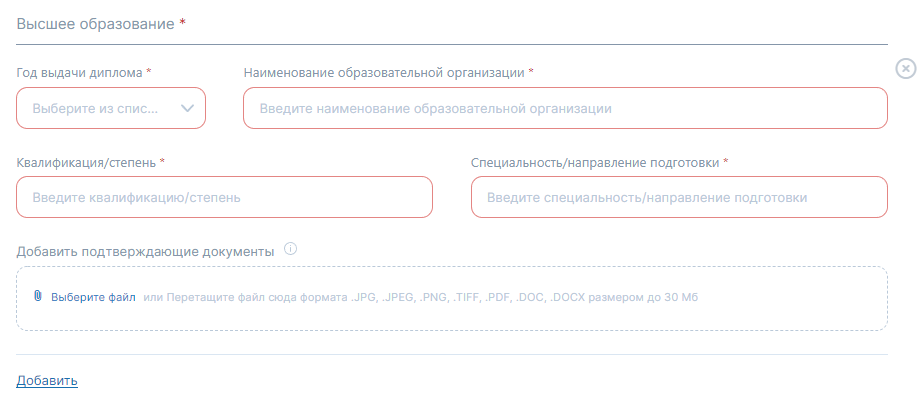 Высшее образование *
Год выдачи диплома * Наименование образовательной организации *
Выберите из спис... Введите наименование образовательной организации
Квалификация/степень * Специальность/направление подготовки *
Введите квалификацию/степень Введите специальность/направление подготовки
Добавить подтверждающие документы
Выберите файл или Перетащите файл сюда формата .JPG, .JPEG, .PNG, .TIFF, .PDF, .DOC, .DOCX размером до 30 Мб
Добавить